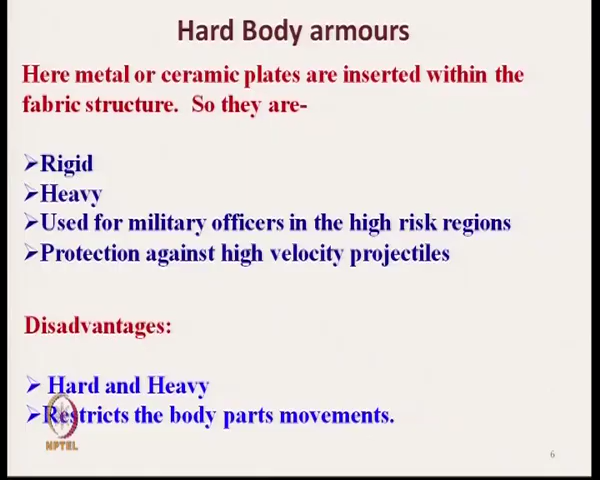 Hard Body armours
Here metal or ceramic plates are inserted within the
fabric structure. So they are-
➢Rigid
➢Heavy
➢Used for military officers in the high risk regions
➢Protection against high velocity projectiles
Disadvantages:
➢ Hard and Heavy
➢Restricts the body parts movements.
NPTEL
6